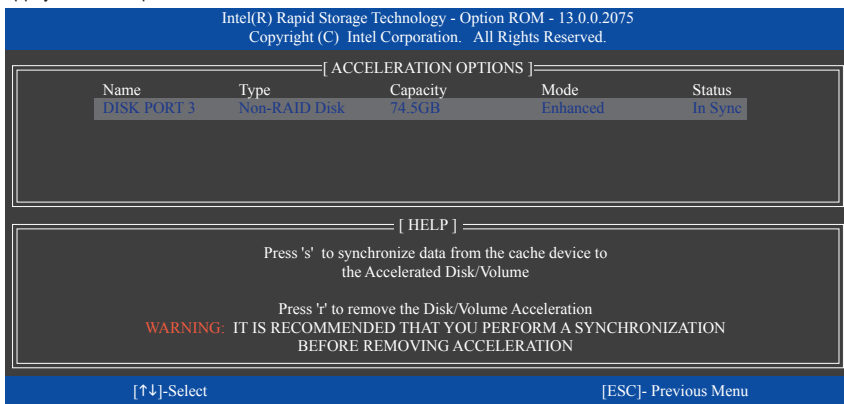 Intel(R) Rapid Storage Technology - Option ROM - 13.0.0.2075
Copyright (C) Intel Corporation. All Rights Reserved.
[ ACCELERATION OPTIONS ]
Name Type Capacity Mode Status
DISK PORT 3 Non-RAID Disk 74.5GB Enhanced In Sync
[ HELP ]
Press 's' to synchronize data from the cache device to
the Accelerated Disk/Volume
Press 'r' to remove the Disk/Volume Acceleration
WARNING: IT IS RECOMMENDED THAT YOU PERFORM A SYNCHRONIZATION
BEFORE REMOVING ACCELERATION
[↑↓]-Select [ESC]- Previous Menu